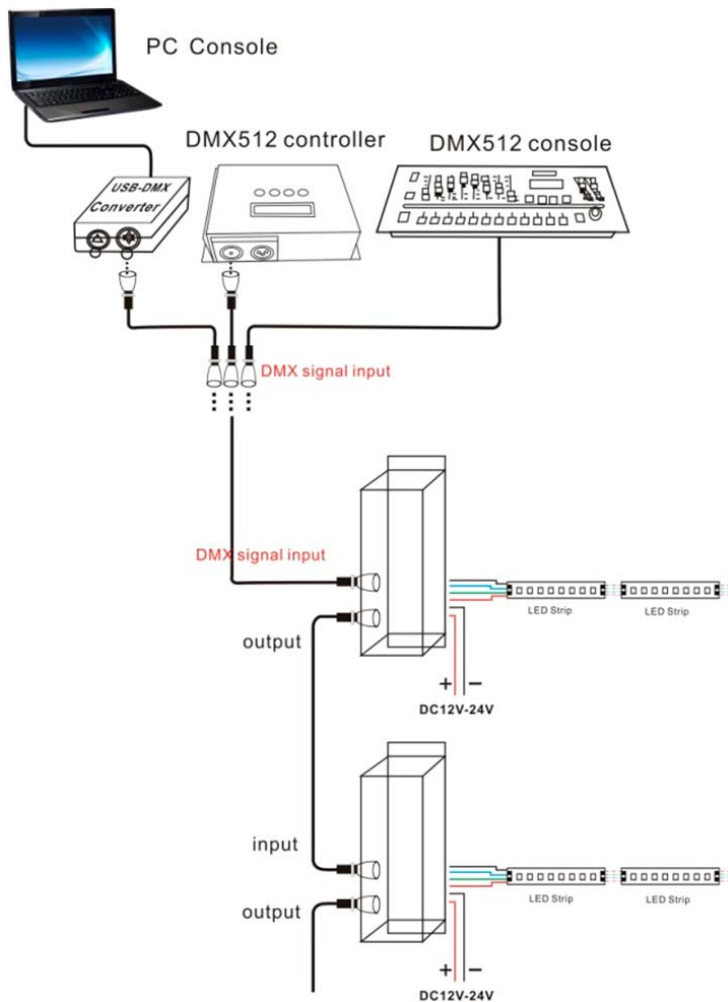 PC Console
DMX512 controller
DMX512 console
USB-DMX
Converter
DMX signal input
DMX signal input
LED Strip
LED Strip
output
+ −
DC12V-24V
input
LED Strip
LED Strip
output
+ −
DC12V-24V